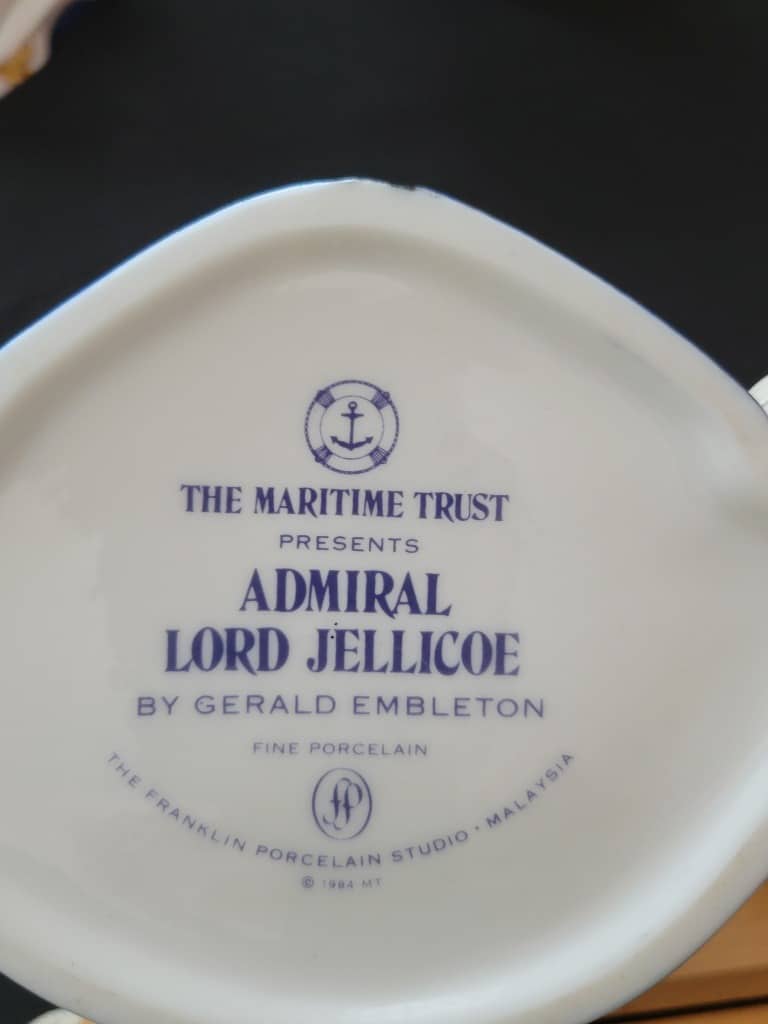 THE MARITIME TRUST
PRESENTS
ADMIRAL
LORD JELLICOE
BY GERALD EMBLETON
FINE PORCELAIN
FP
THE FRANKLIN PORCELAIN STUDIO · MALAYSIA
© 1984 MT